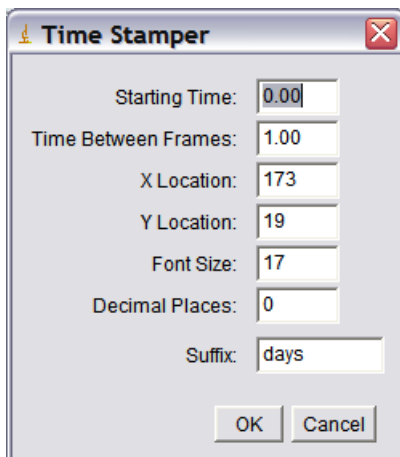 Time Stamper
Starting Time: 0.00
Time Between Frames: 1.00
X Location: 173
Y Location: 19
Font Size: 17
Decimal Places: 0
Suffix: days
OK Cancel